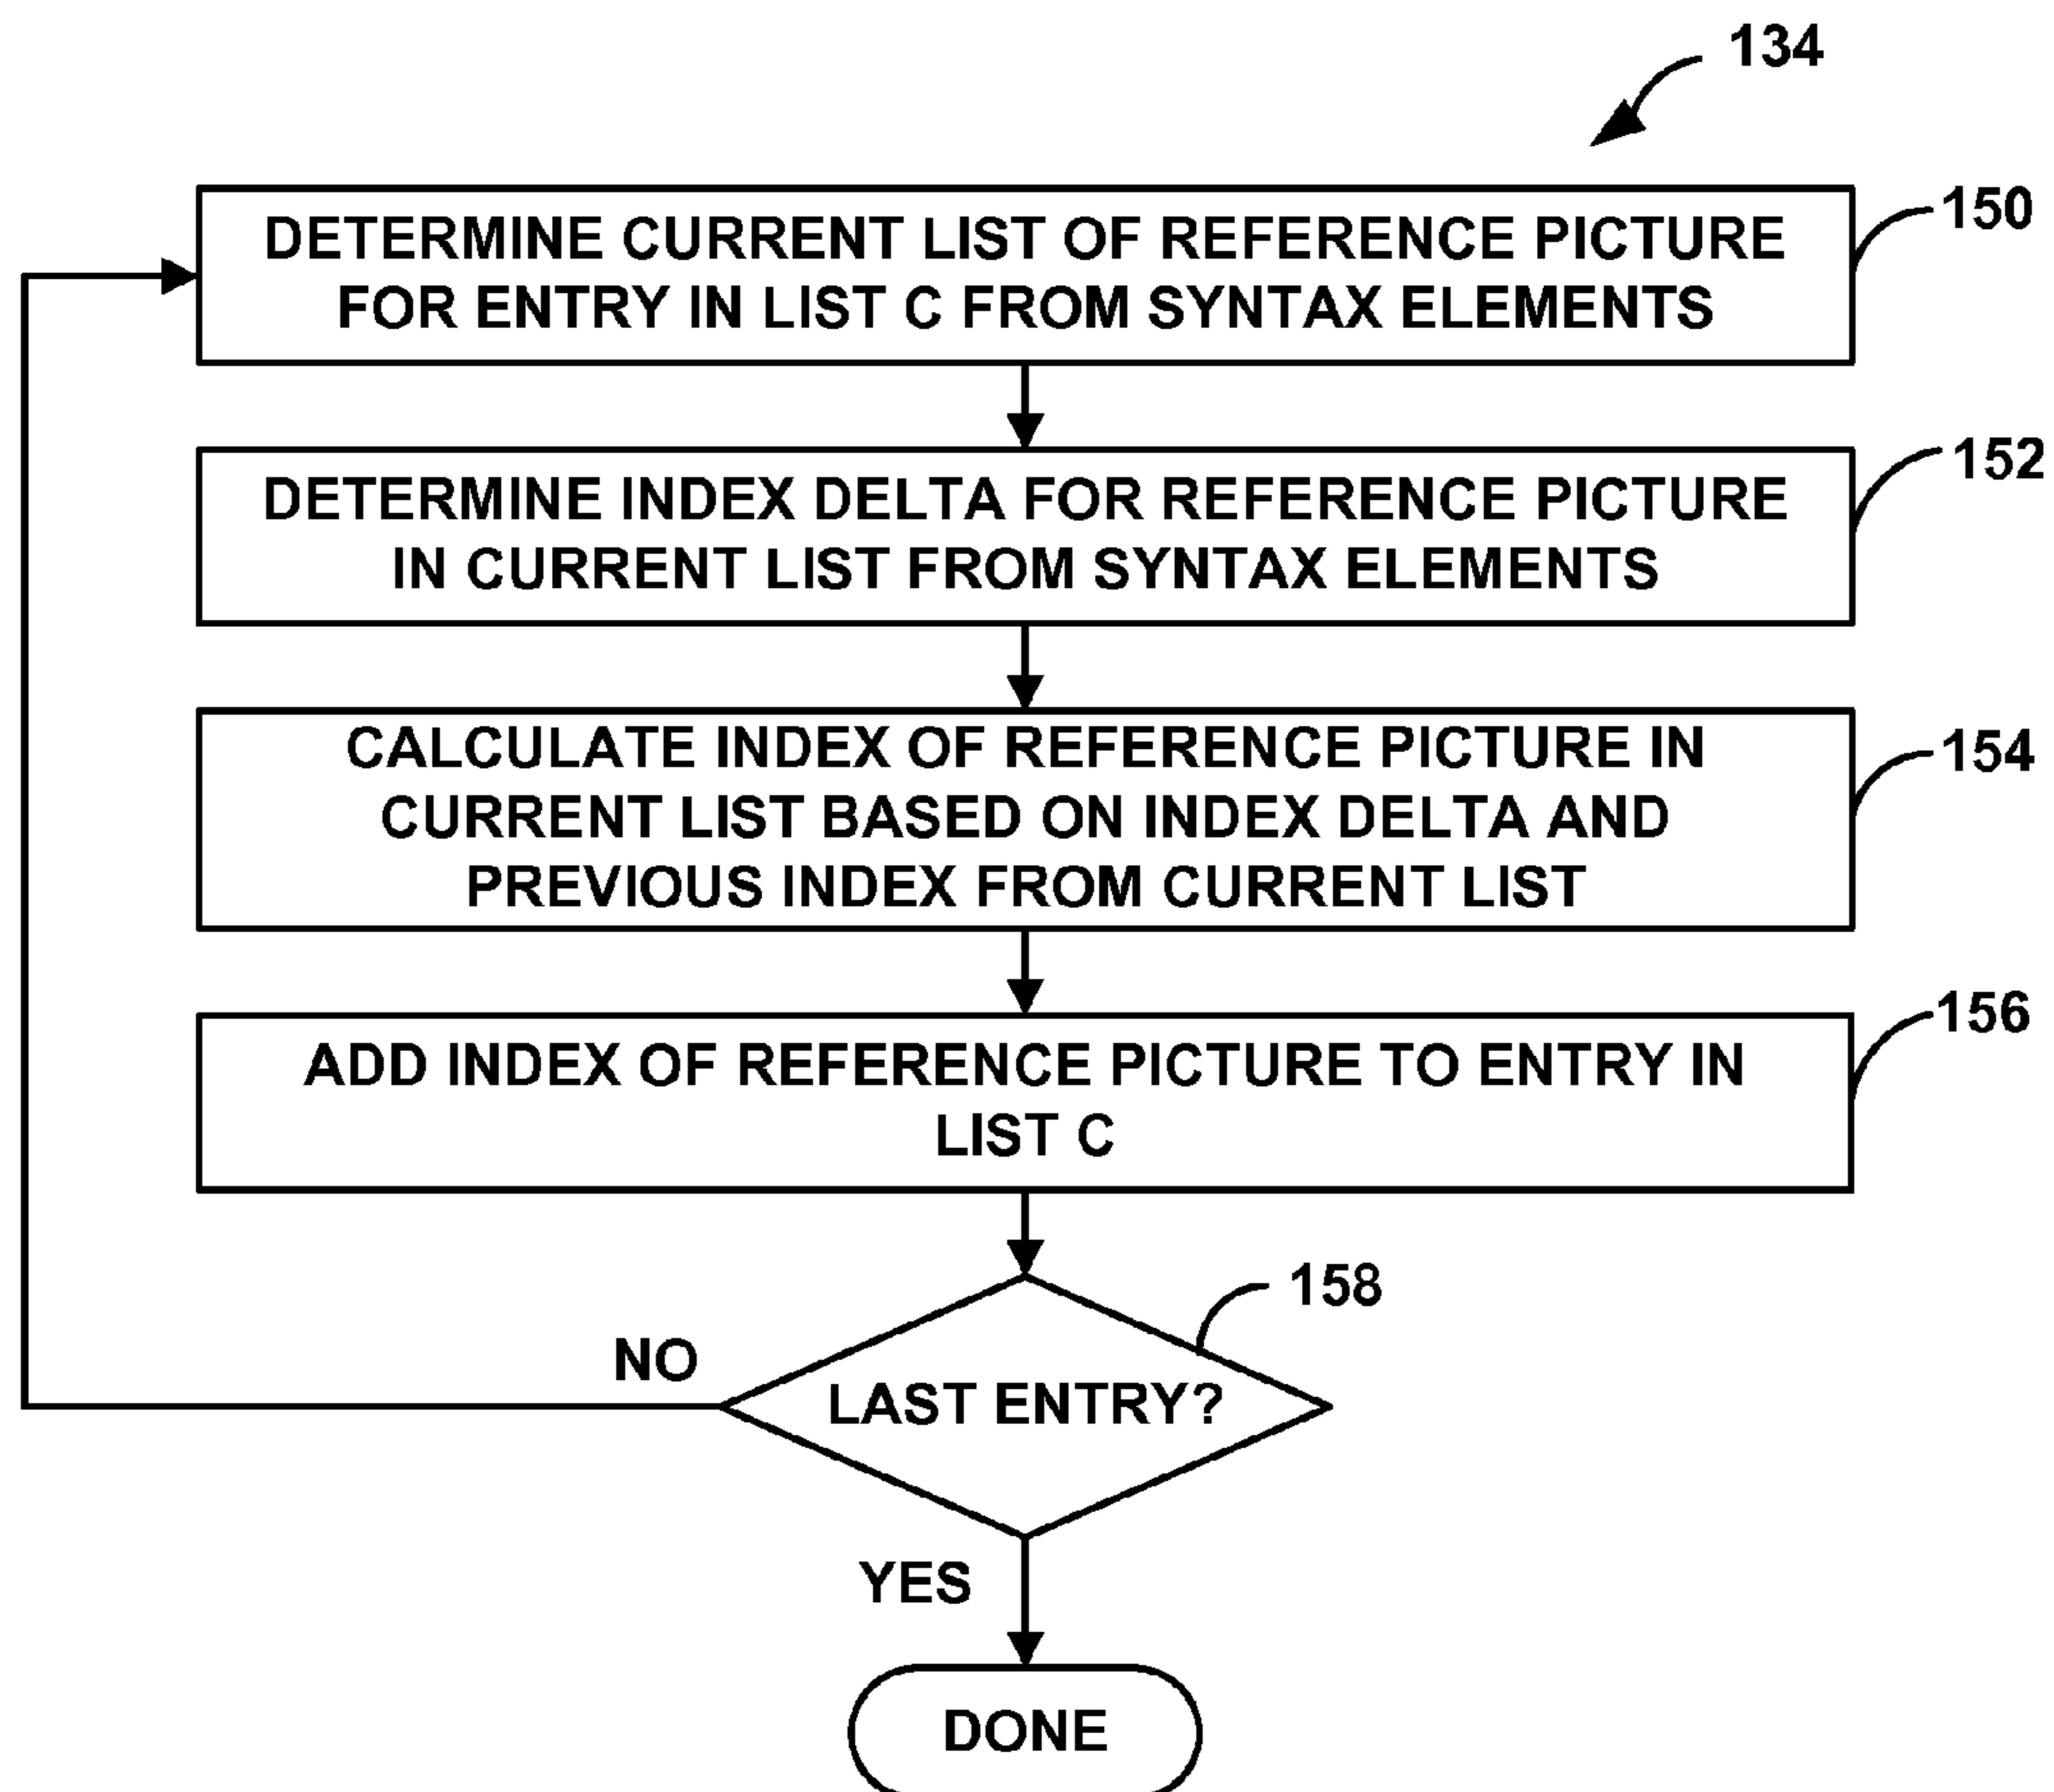 134
DETERMINE CURRENT LIST OF REFERENCE PICTURE
FOR ENTRY IN LIST C FROM SYNTAX ELEMENTS
150
DETERMINE INDEX DELTA FOR REFERENCE PICTURE
IN CURRENT LIST FROM SYNTAX ELEMENTS
152
CALCULATE INDEX OF REFERENCE PICTURE IN
CURRENT LIST BASED ON INDEX DELTA AND
PREVIOUS INDEX FROM CURRENT LIST
154
ADD INDEX OF REFERENCE PICTURE TO ENTRY IN
LIST C
156
158
NO
LAST ENTRY?
YES
DONE